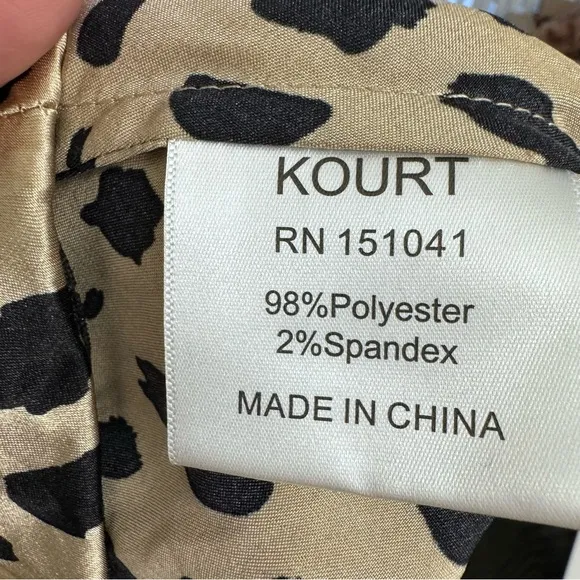 KOURT
RN 151041
98%Polyester
2%Spandex
MADE IN CHINA